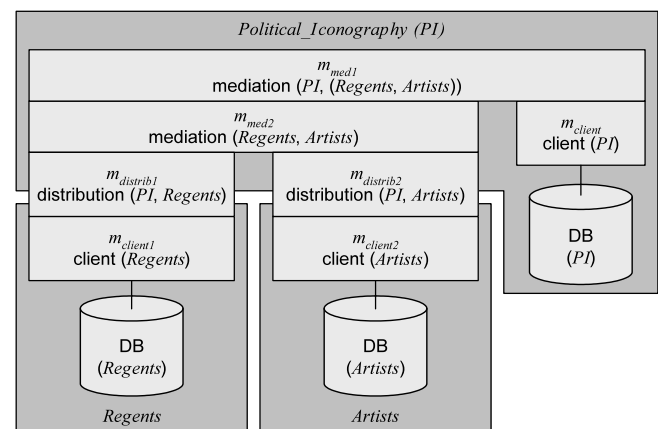 Political_Iconography (PI)
m_med1
mediation (PI, (Regents, Artists))
m_med2
mediation (Regents, Artists)
m_client
client (PI)
m_distrib1
distribution (PI, Regents)
m_distrib2
distribution (PI, Artists)
m_client1
client (Regents)
m_client2
client (Artists)
DB
(PI)
DB
(Regents)
DB
(Artists)
Regents
Artists